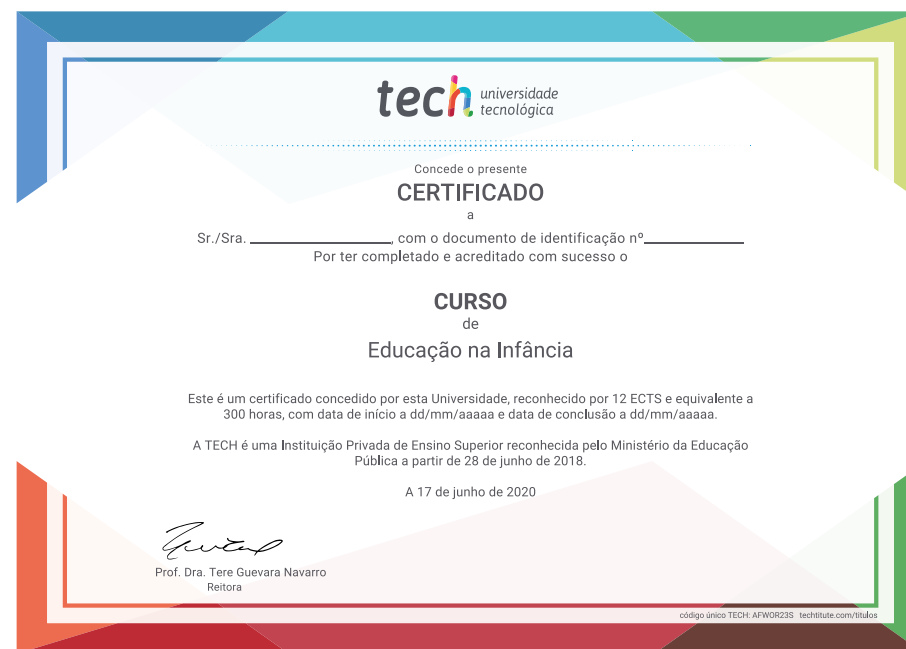 tech universidade
tecnológica
Concede o presente
CERTIFICADO
a
Sr./Sra. ____________________, com o documento de identificação nº______________
Por ter completado e acreditado com sucesso o
CURSO
de
Educação na Infância
Este é um certificado concedido por esta Universidade, reconhecido por 12 ECTS e equivalente a
300 horas, com data de início a dd/mm/aaaaa e data de conclusão a dd/mm/aaaaa.
A TECH é uma Instituição Privada de Ensino Superior reconhecida pelo Ministério da Educação
Pública a partir de 28 de junho de 2018.
A 17 de junho de 2020
Prof. Dra. Tere Guevara Navarro
Reitora
código único TECH: AFWOR23S techtitute.com/titulos